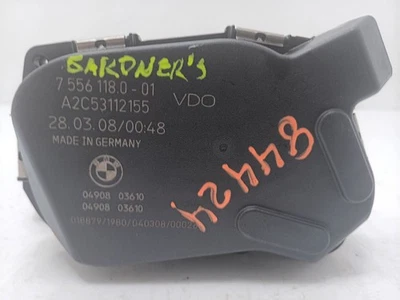 GARDNER'S
7 556 118.0 - 01
A2C53112155
VDO
28.03.08/00:48
MADE IN GERMANY
BMW
04908 03610
04908 03610
84424